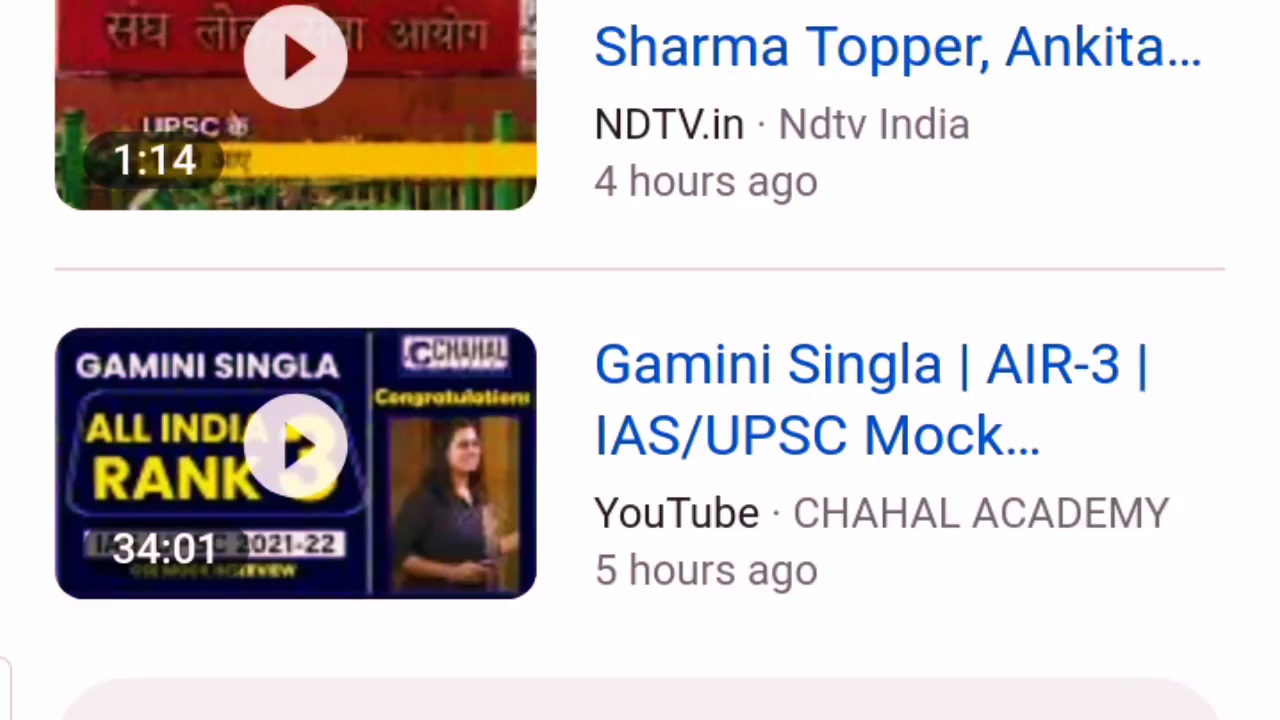 संघ लोक सेवा आयोग
Sharma Topper, Ankita...
UPSC के
NDTV.in · Ndtv India
1:14
आए
4 hours ago
GAMINI SINGLA
CHAHAL
Gamini Singla | AIR-3 |
Congratulations
ALL INDIA
RANK 3
IAS/UPSC Mock...
YouTube · CHAHAL ACADEMY
34:01
2021-22
5 hours ago